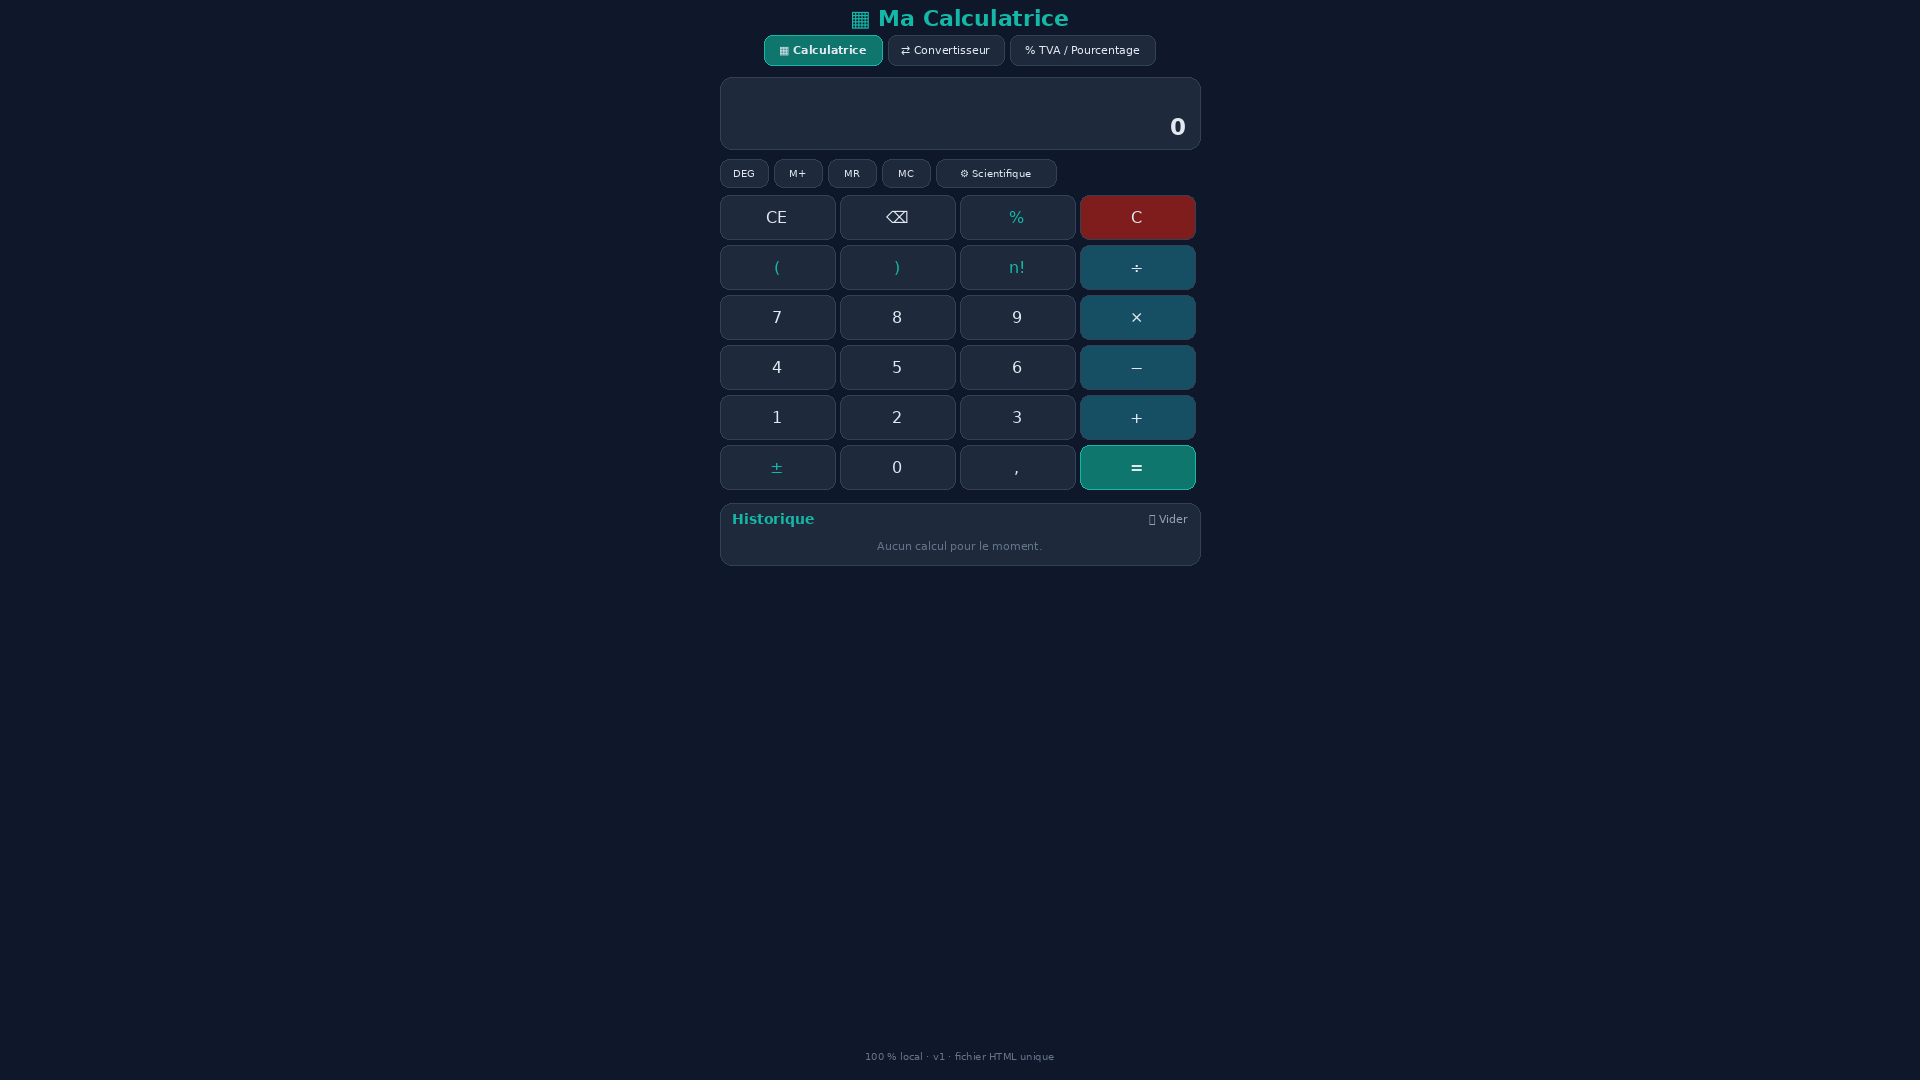 ▦ Ma Calculatrice
▦ Calculatrice ⇄ Convertisseur % TVA / Pourcentage
0
DEG M+ MR MC ⚙ Scientifique
CE ⌫ % C
( ) n! ÷
7 8 9 ×
4 5 6 −
1 2 3 +
± 0 , =
Historique Vider
Aucun calcul pour le moment.
100 % local · v1 · fichier HTML unique